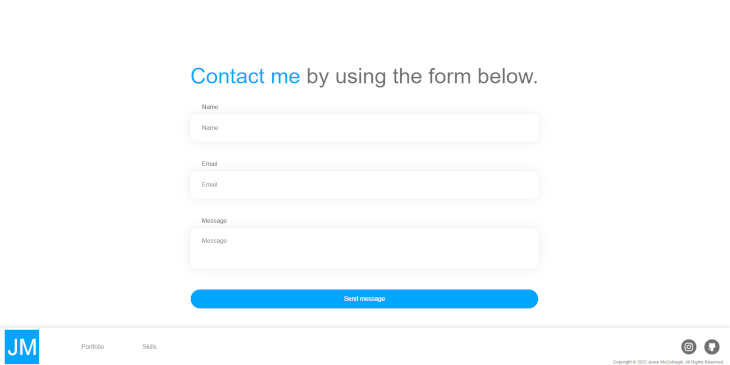 Contact me by using the form below.
Name
Name
Email
Email
Message
Message
Send message
JM
Portfolio
Skills
Copyright © 2023 Jesse McCullough. All Rights Reserved.